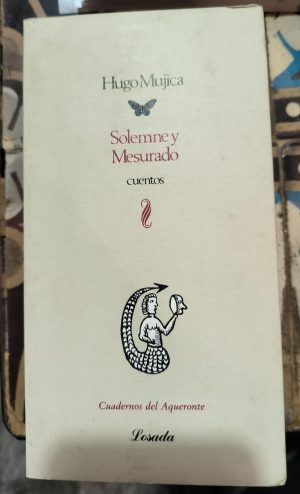 Hugo Mujica
Solemne y
Mesurado
cuentos
Cuadernos del Aqueronte
Losada